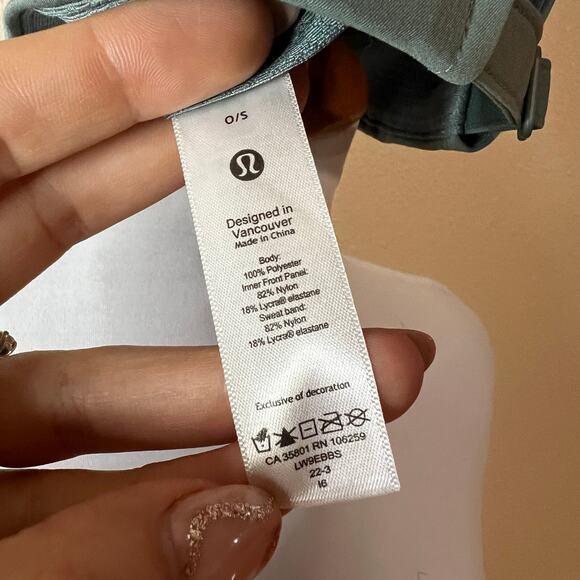 O/S
Designed in
Vancouver
Made in China
Body:
100% Polyester
Inner Front Panel:
82% Nylon
18% Lycra® elastane
Sweat band:
82% Nylon
18% Lycra® elastane
Exclusive of decoration
CA 35801 RN 106259
LW9EBBS
22-3
I6